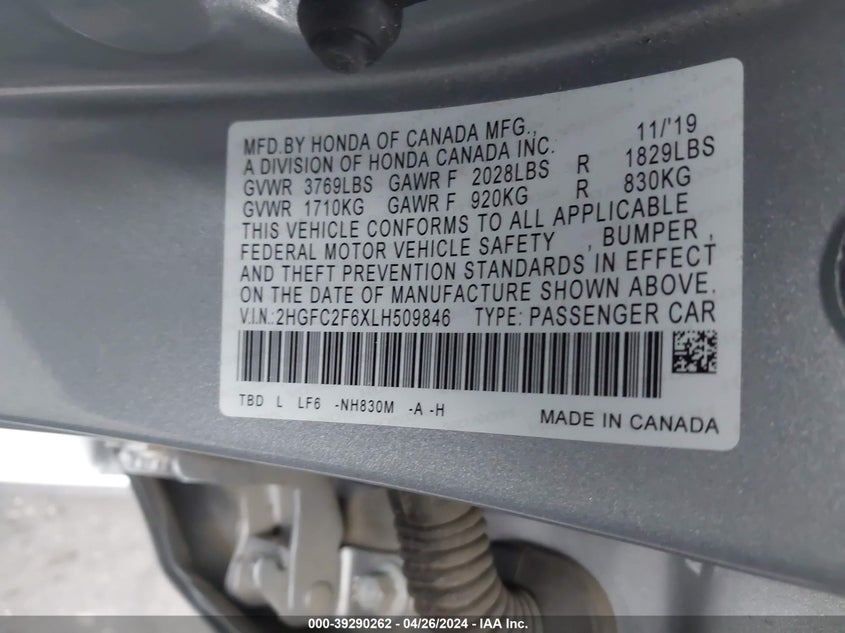 MFD.BY HONDA OF CANADA MFG., 11/'19
A DIVISION OF HONDA CANADA INC.
GVWR 3769LBS GAWR F 2028LBS R 1829LBS
GVWR 1710KG GAWR F 920KG R 830KG
THIS VEHICLE CONFORMS TO ALL APPLICABLE
FEDERAL MOTOR VEHICLE SAFETY , BUMPER ,
AND THEFT PREVENTION STANDARDS IN EFFECT
ON THE DATE OF MANUFACTURE SHOWN ABOVE.
V.I.N.:2HGFC2F6XLH509846 TYPE: PASSENGER CAR
TBD L LF6 -NH830M -A -H
MADE IN CANADA
000-39290262 - 04/26/2024 - IAA Inc.